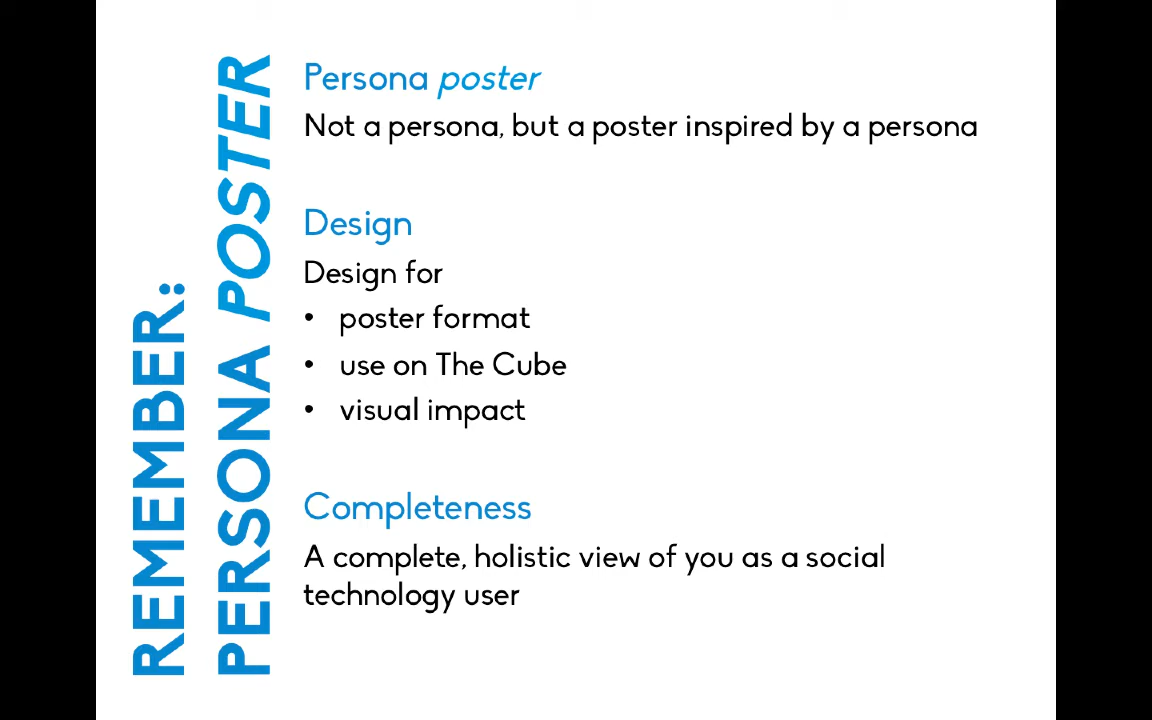 REMEMBER:
PERSONA POSTER
Persona poster
Not a persona, but a poster inspired by a persona
Design
Design for
• poster format
• use on The Cube
• visual impact
Completeness
A complete, holistic view of you as a social
technology user